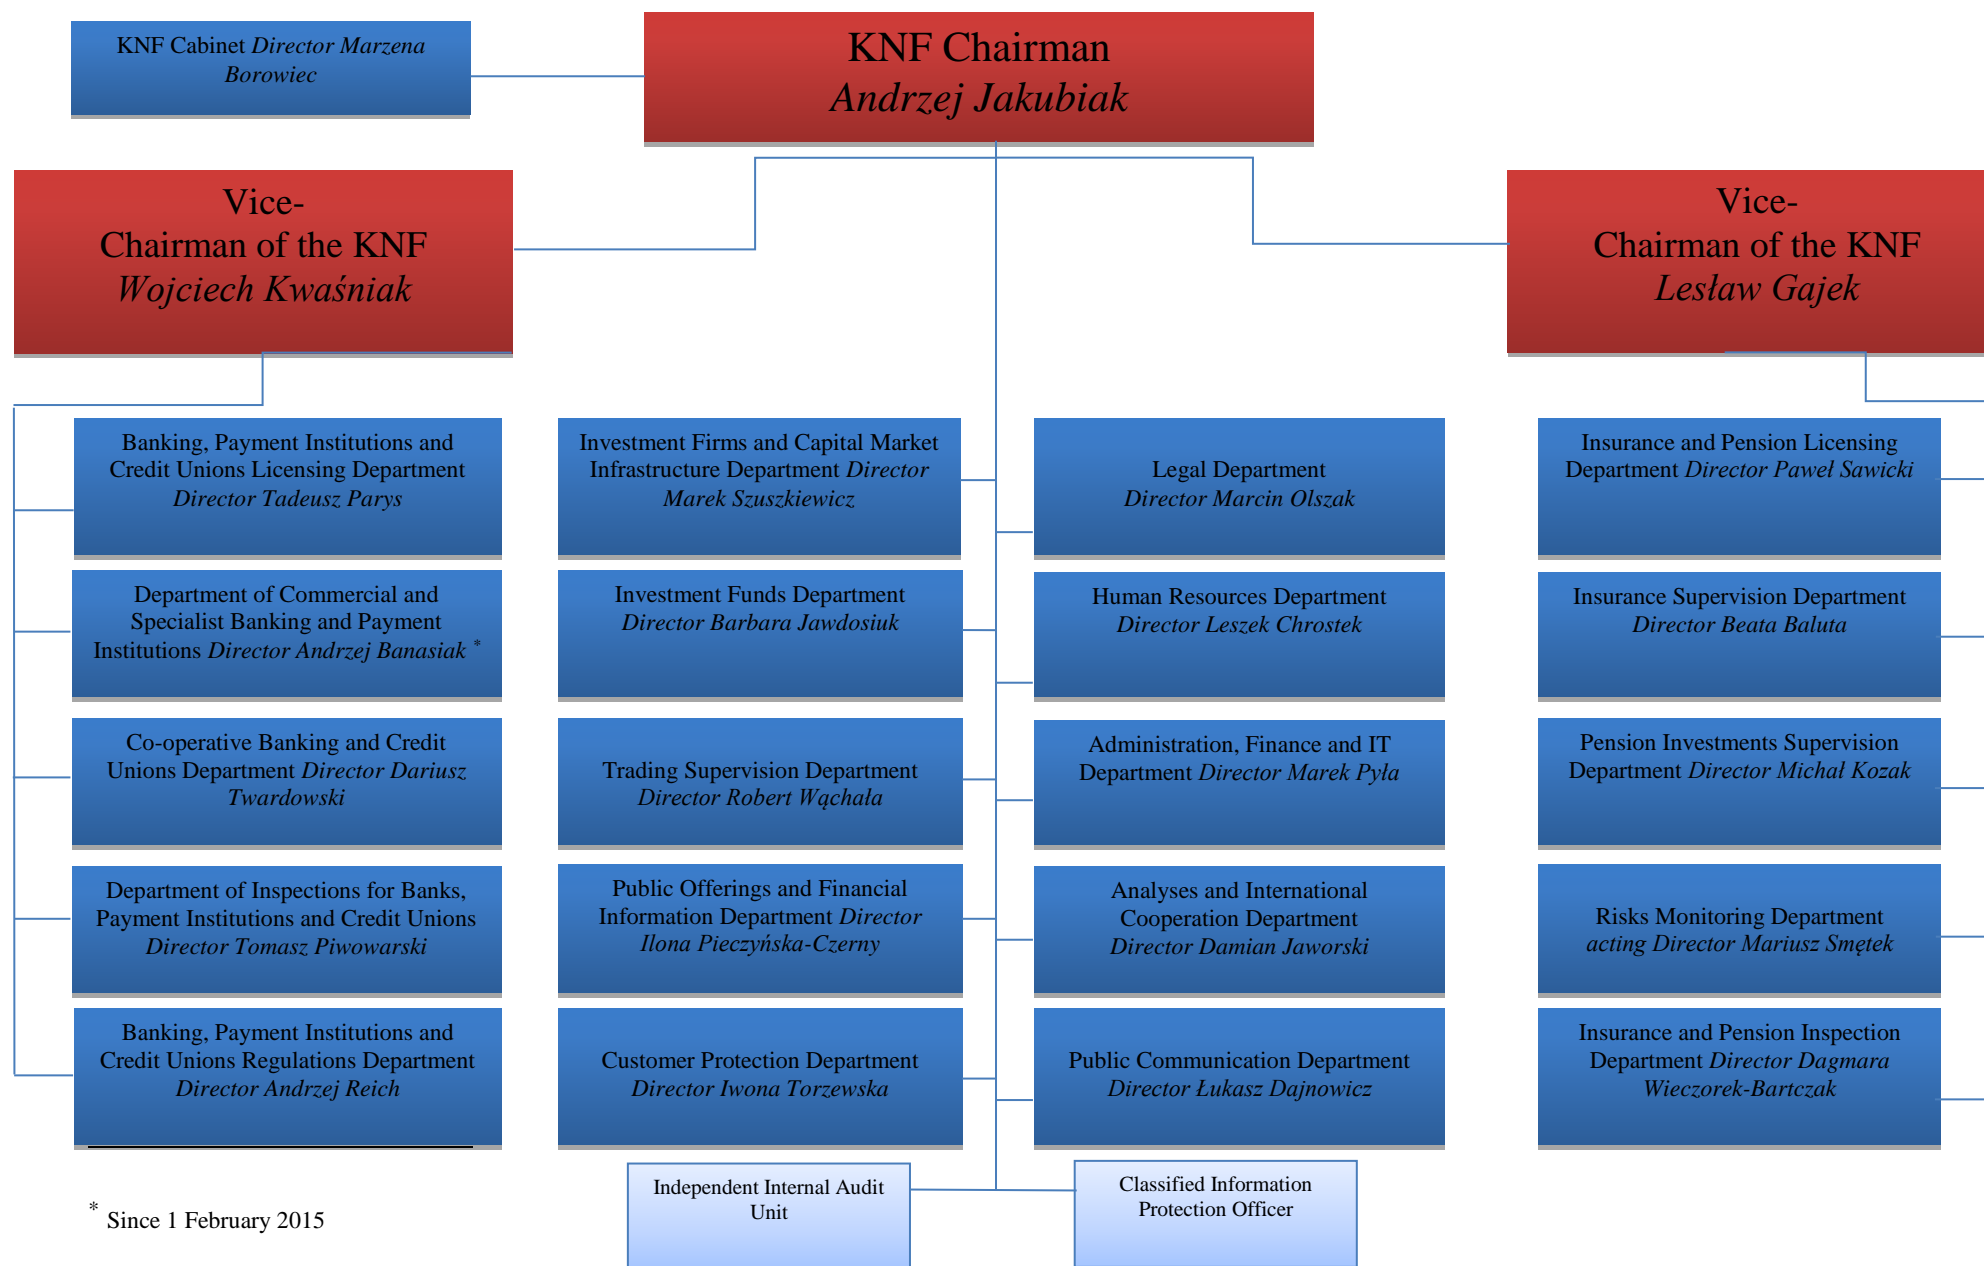 KNF Cabinet Director Marzena
Borowiec
KNF Chairman
Andrzej Jakubiak
Vice-
Chairman of the KNF
Wojciech Kwaśniak
Vice-
Chairman of the KNF
Lesław Gajek
Banking, Payment Institutions and
Credit Unions Licensing Department
Director Tadeusz Parys
Department of Commercial and
Specialist Banking and Payment
Institutions Director Andrzej Banasiak *
Co-operative Banking and Credit
Unions Department Director Dariusz
Twardowski
Department of Inspections for Banks,
Payment Institutions and Credit Unions
Director Tomasz Piwowarski
Banking, Payment Institutions and
Credit Unions Regulations Department
Director Andrzej Reich
Investment Firms and Capital Market
Infrastructure Department Director
Marek Szuszkiewicz
Investment Funds Department
Director Barbara Jawdosiuk
Trading Supervision Department
Director Robert Wąchała
Public Offerings and Financial
Information Department Director
Ilona Pieczyńska-Czerny
Customer Protection Department
Director Iwona Torzewska
Legal Department
Director Marcin Olszak
Human Resources Department
Director Leszek Chrostek
Administration, Finance and IT
Department Director Marek Pyła
Analyses and International
Cooperation Department
Director Damian Jaworski
Public Communication Department
Director Łukasz Dajnowicz
Insurance and Pension Licensing
Department Director Paweł Sawicki
Insurance Supervision Department
Director Beata Baluta
Pension Investments Supervision
Department Director Michał Kozak
Risks Monitoring Department
acting Director Mariusz Smętek
Insurance and Pension Inspection
Department Director Dagmara
Wieczorek-Bartczak
Independent Internal Audit
Unit
Classified Information
Protection Officer
* Since 1 February 2015